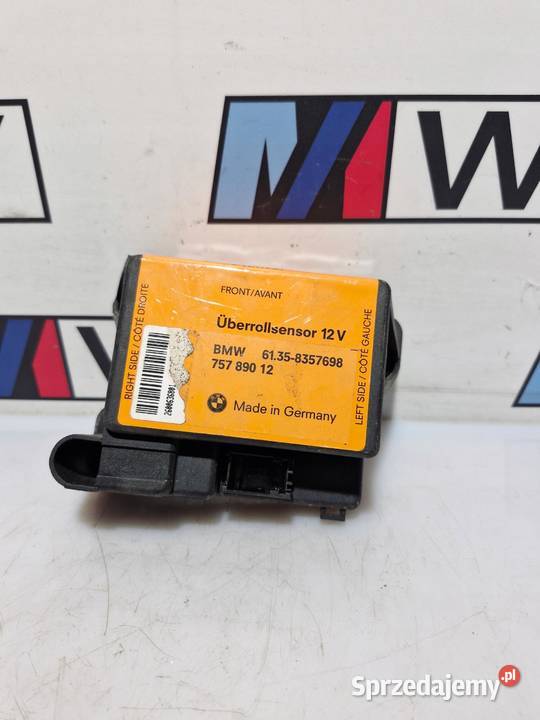 W
FRONT/AVANT
RIGHT SIDE / CÔTÉ DROITE
Überrollsensor 12 V
BMW 61.35-8357698
757 890 12
Made in Germany
LEFT SIDE / CÔTÉ GAUCHE
Sprzedajemy.pl